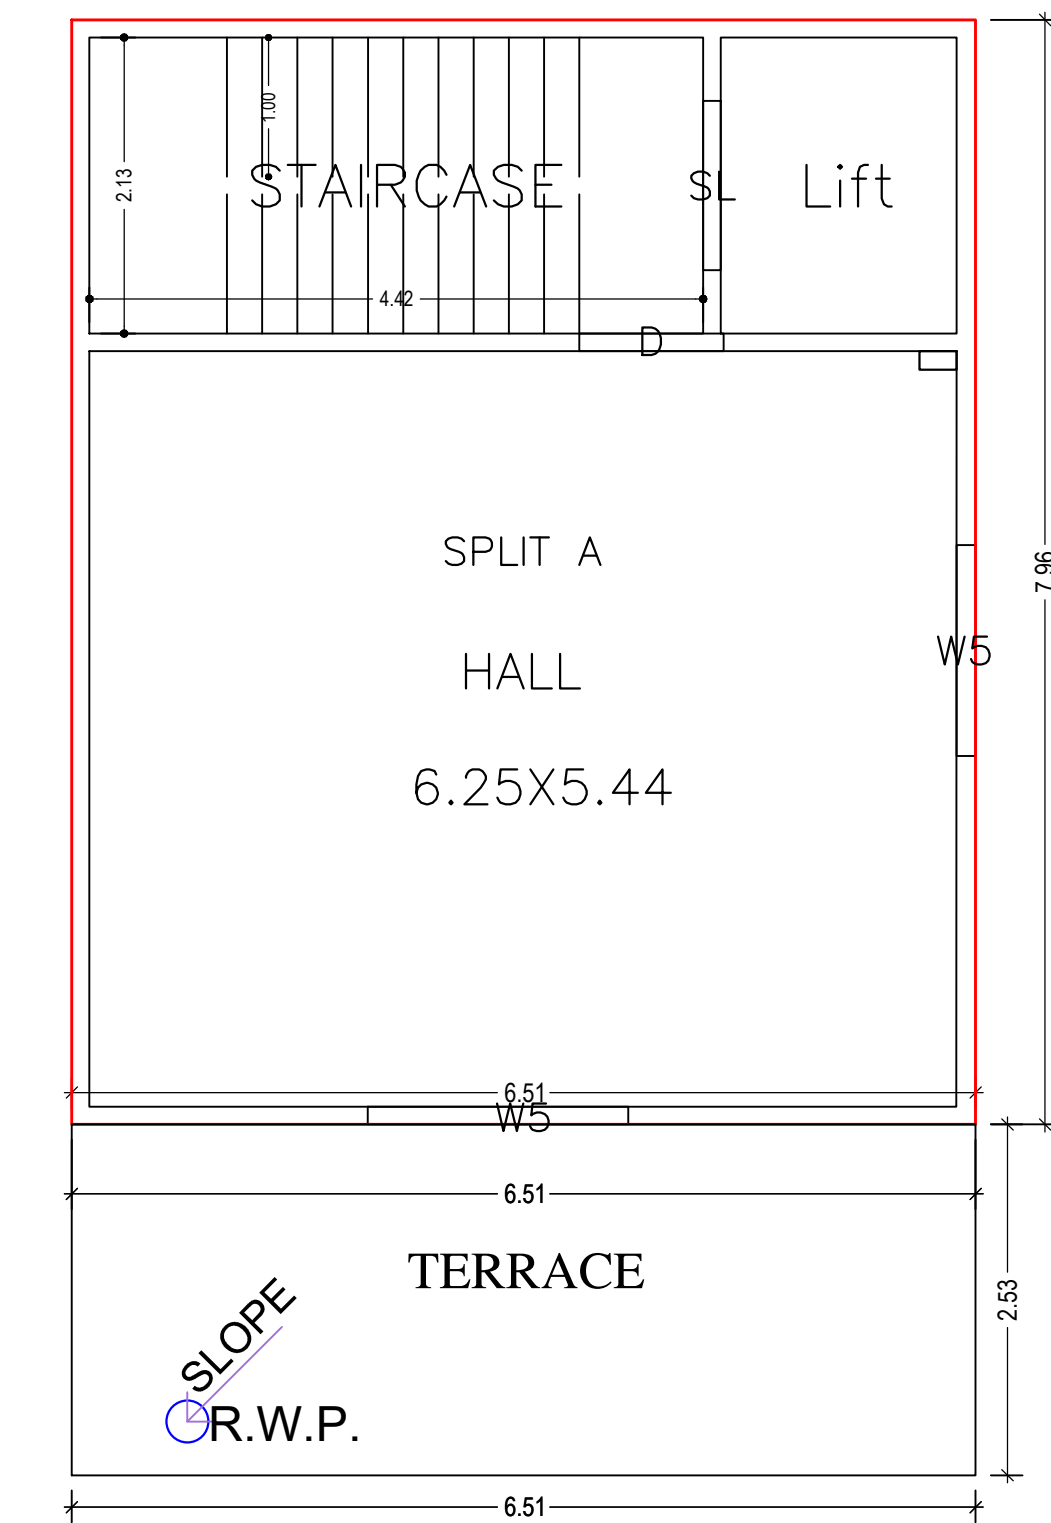 1.00
2.13
STAIRCASE
SL
Lift
4.42
D
SPLIT A
7.96
HALL
W5
6.25X5.44
6.51
W5
6.51
TERRACE
2.53
SLOPE
R.W.P.
6.51